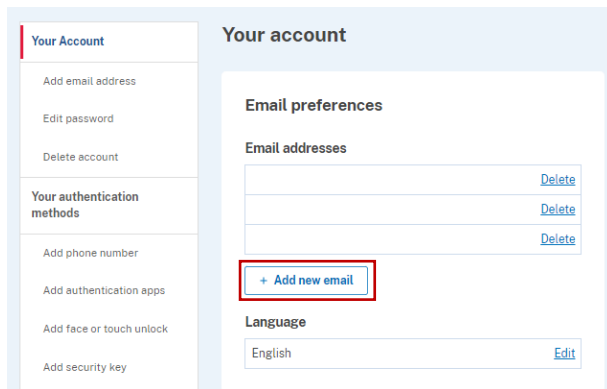 Your Account
Add email address
Edit password
Delete account
Your authentication
methods
Add phone number
Add authentication apps
Add face or touch unlock
Add security key
Your account
Email preferences
Email addresses
Delete
Delete
Delete
+ Add new email
Language
English Edit